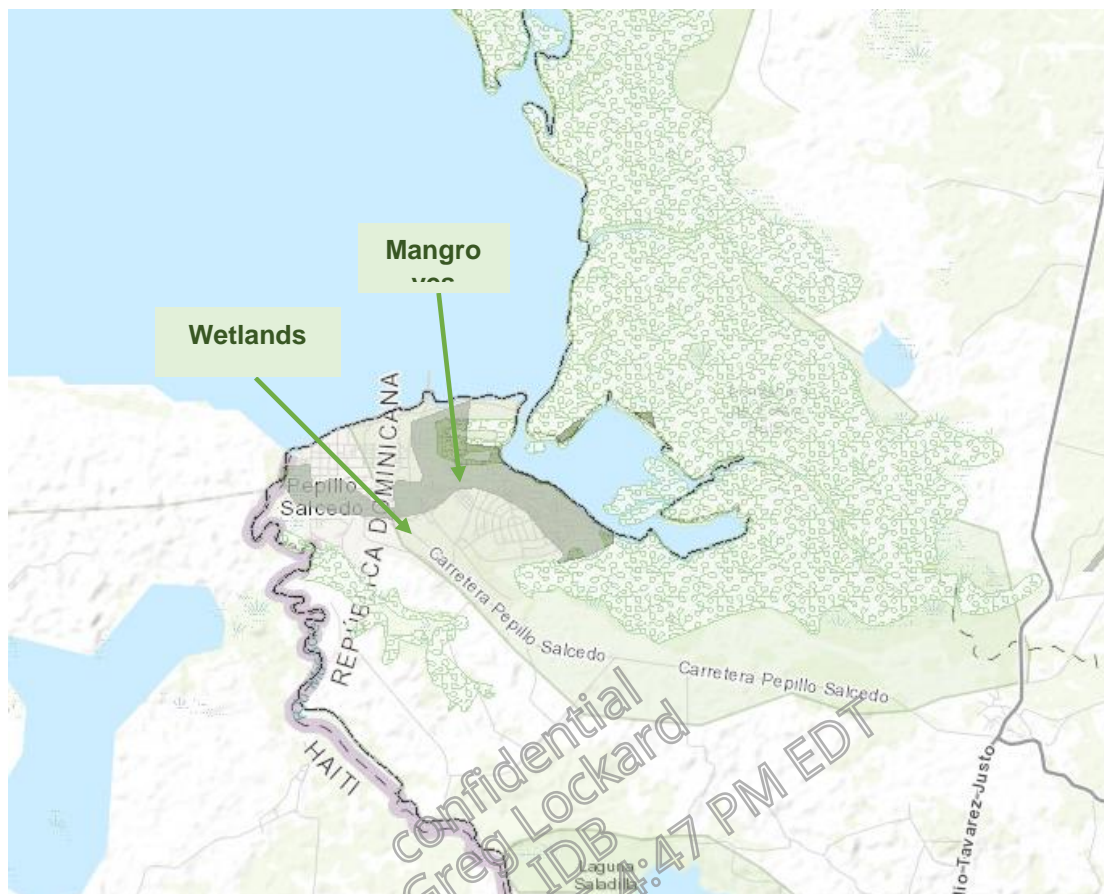 Mangro
ves
Wetlands
REPÚBLICA DOMINICANA
Pepillo
Salcedo
Carretera Pepillo Salcedo
Carretera Pepillo Salcedo
HAITI
confidential
Greg Lockard
IDB
:47 PM EDT
Laguna
Saladilla
lio-Tavarez-Justo